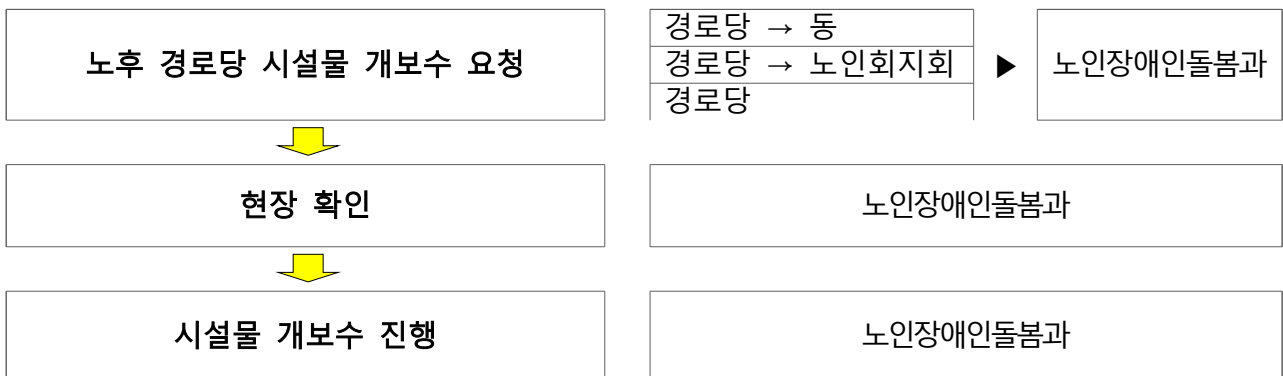 노후 경로당 시설물 개보수 요청
경로당 → 동
경로당 → 노인회지회
경로당
▶
노인장애인돌봄과
현장 확인
노인장애인돌봄과
시설물 개보수 진행
노인장애인돌봄과